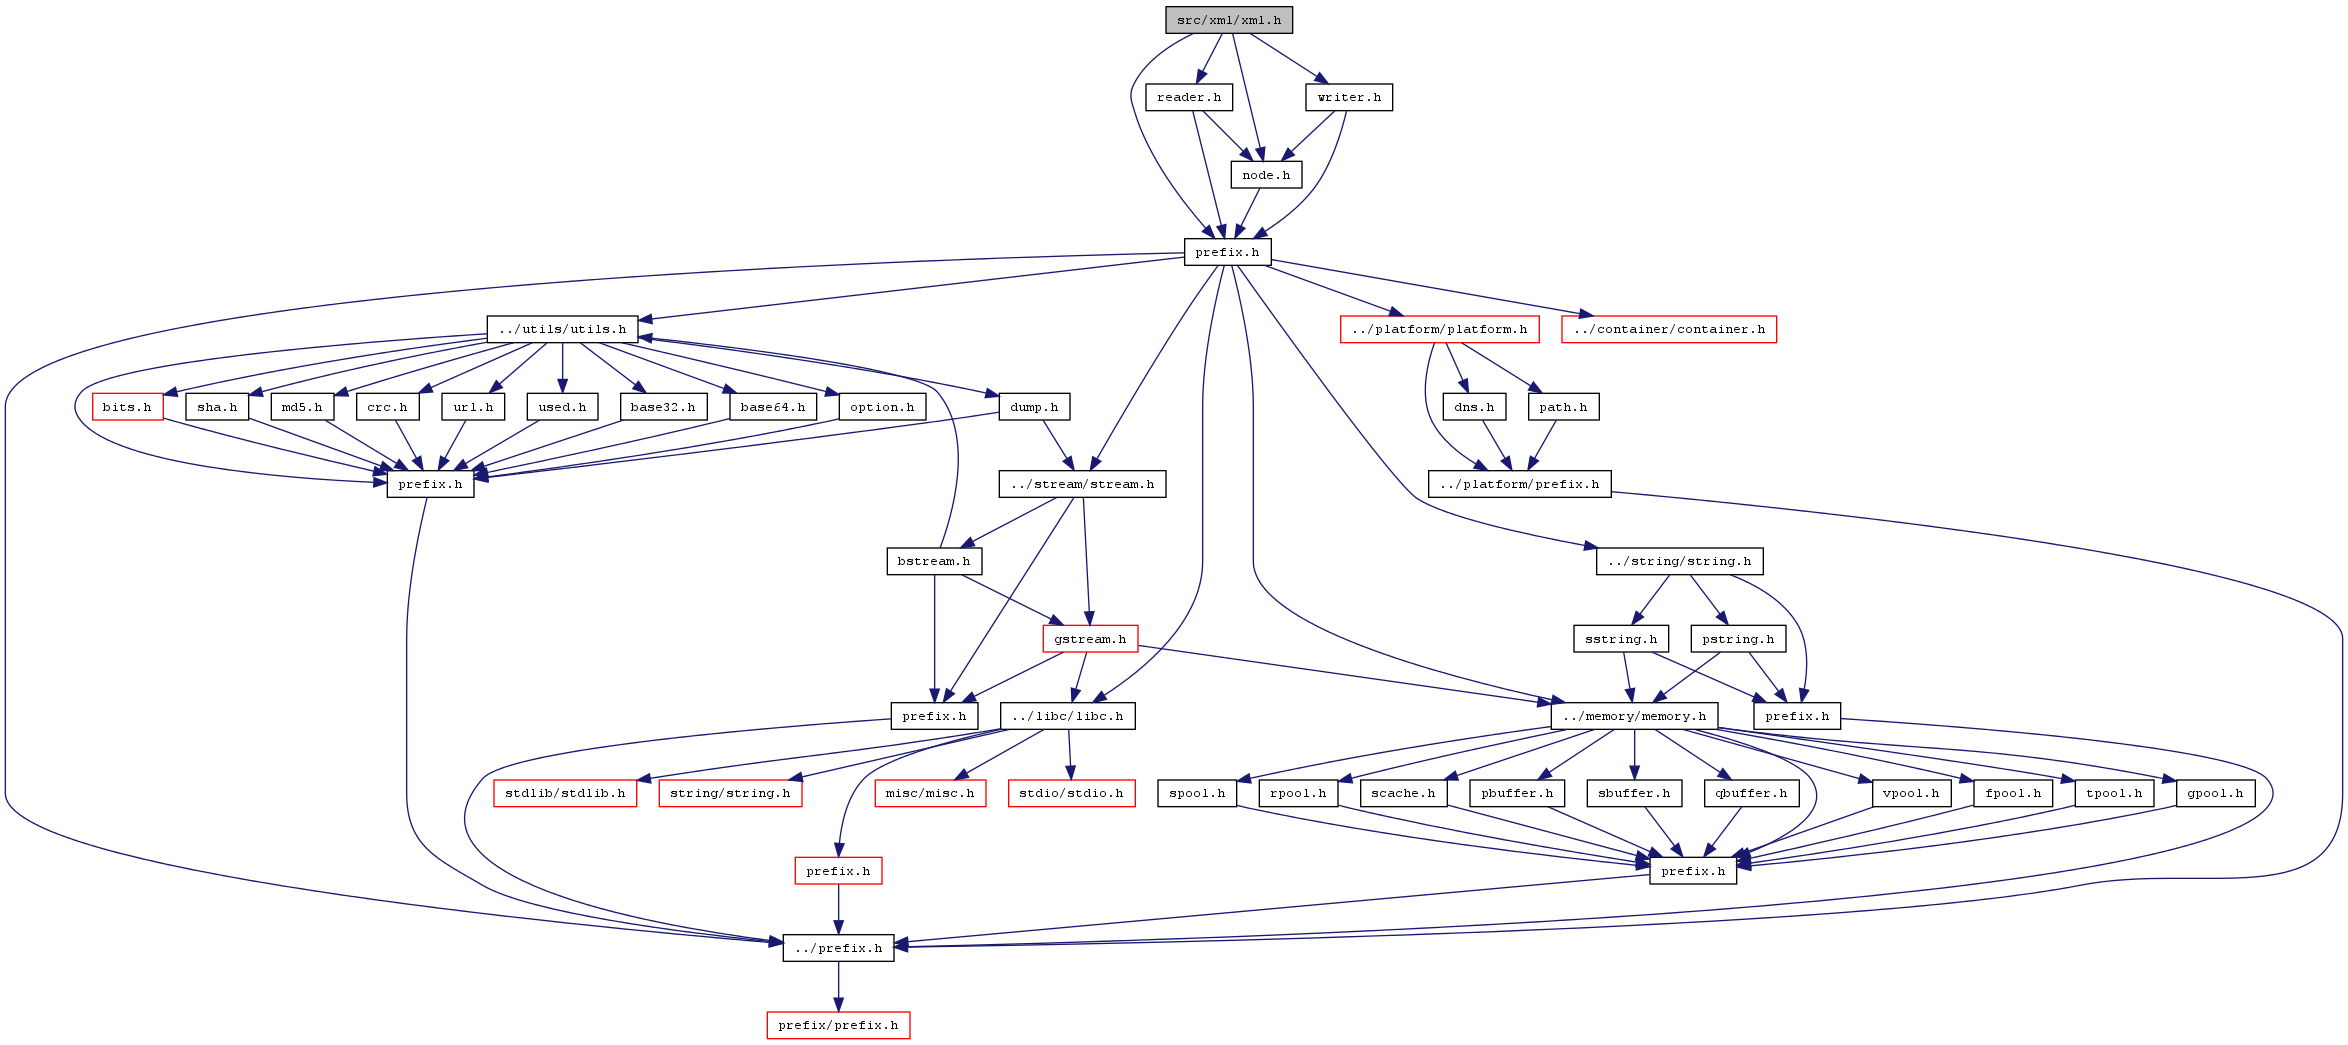 src/xml/xml.h
reader.h
writer.h
node.h
prefix.h
../utils/utils.h
../platform/platform.h
../container/container.h
bits.h
sha.h
md5.h
crc.h
url.h
used.h
base32.h
base64.h
option.h
dump.h
dns.h
path.h
prefix.h
../stream/stream.h
../platform/prefix.h
bstream.h
../string/string.h
gstream.h
sstring.h
pstring.h
prefix.h
../libc/libc.h
../memory/memory.h
prefix.h
stdlib/stdlib.h
string/string.h
misc/misc.h
stdio/stdio.h
spool.h
rpool.h
scache.h
pbuffer.h
sbuffer.h
qbuffer.h
vpool.h
fpool.h
tpool.h
gpool.h
prefix.h
prefix.h
../prefix.h
prefix/prefix.h